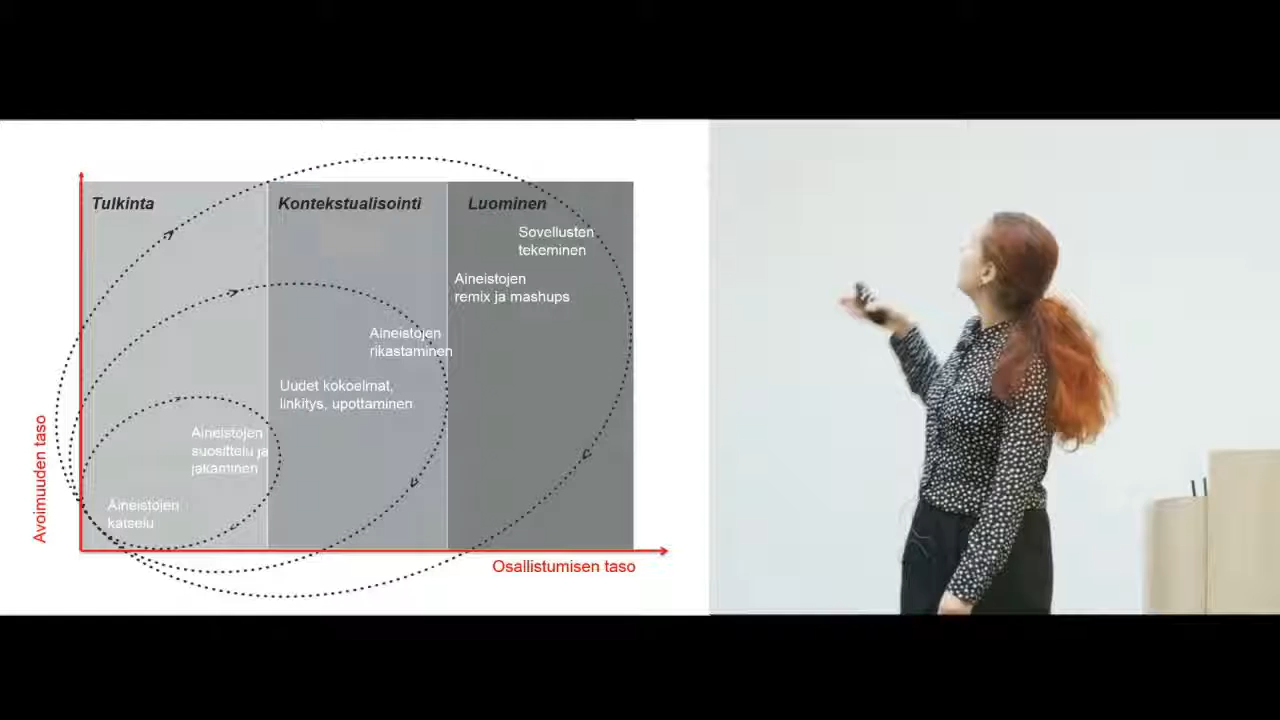 Tulkinta
Kontekstualisointi
Luominen
Sovellusten
tekeminen
Aineistojen
remix ja mashups
Aineistojen
rikastaminen
Uudet kokoelmat,
linkitys, upottaminen
Aineistojen
suosittelu ja
jakaminen
Aineistojen
katselu
Avoimuuden taso
Osallistumisen taso